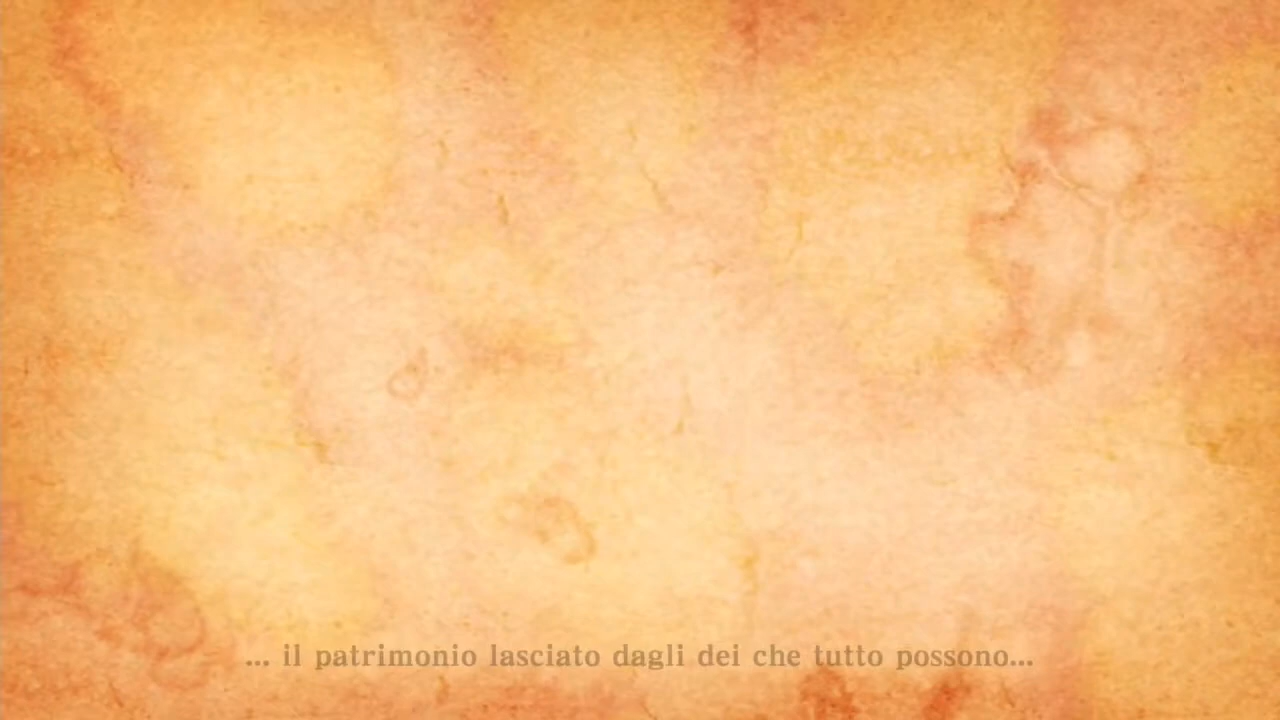 ... il patrimonio lasciato dagli dei che tutto possono...